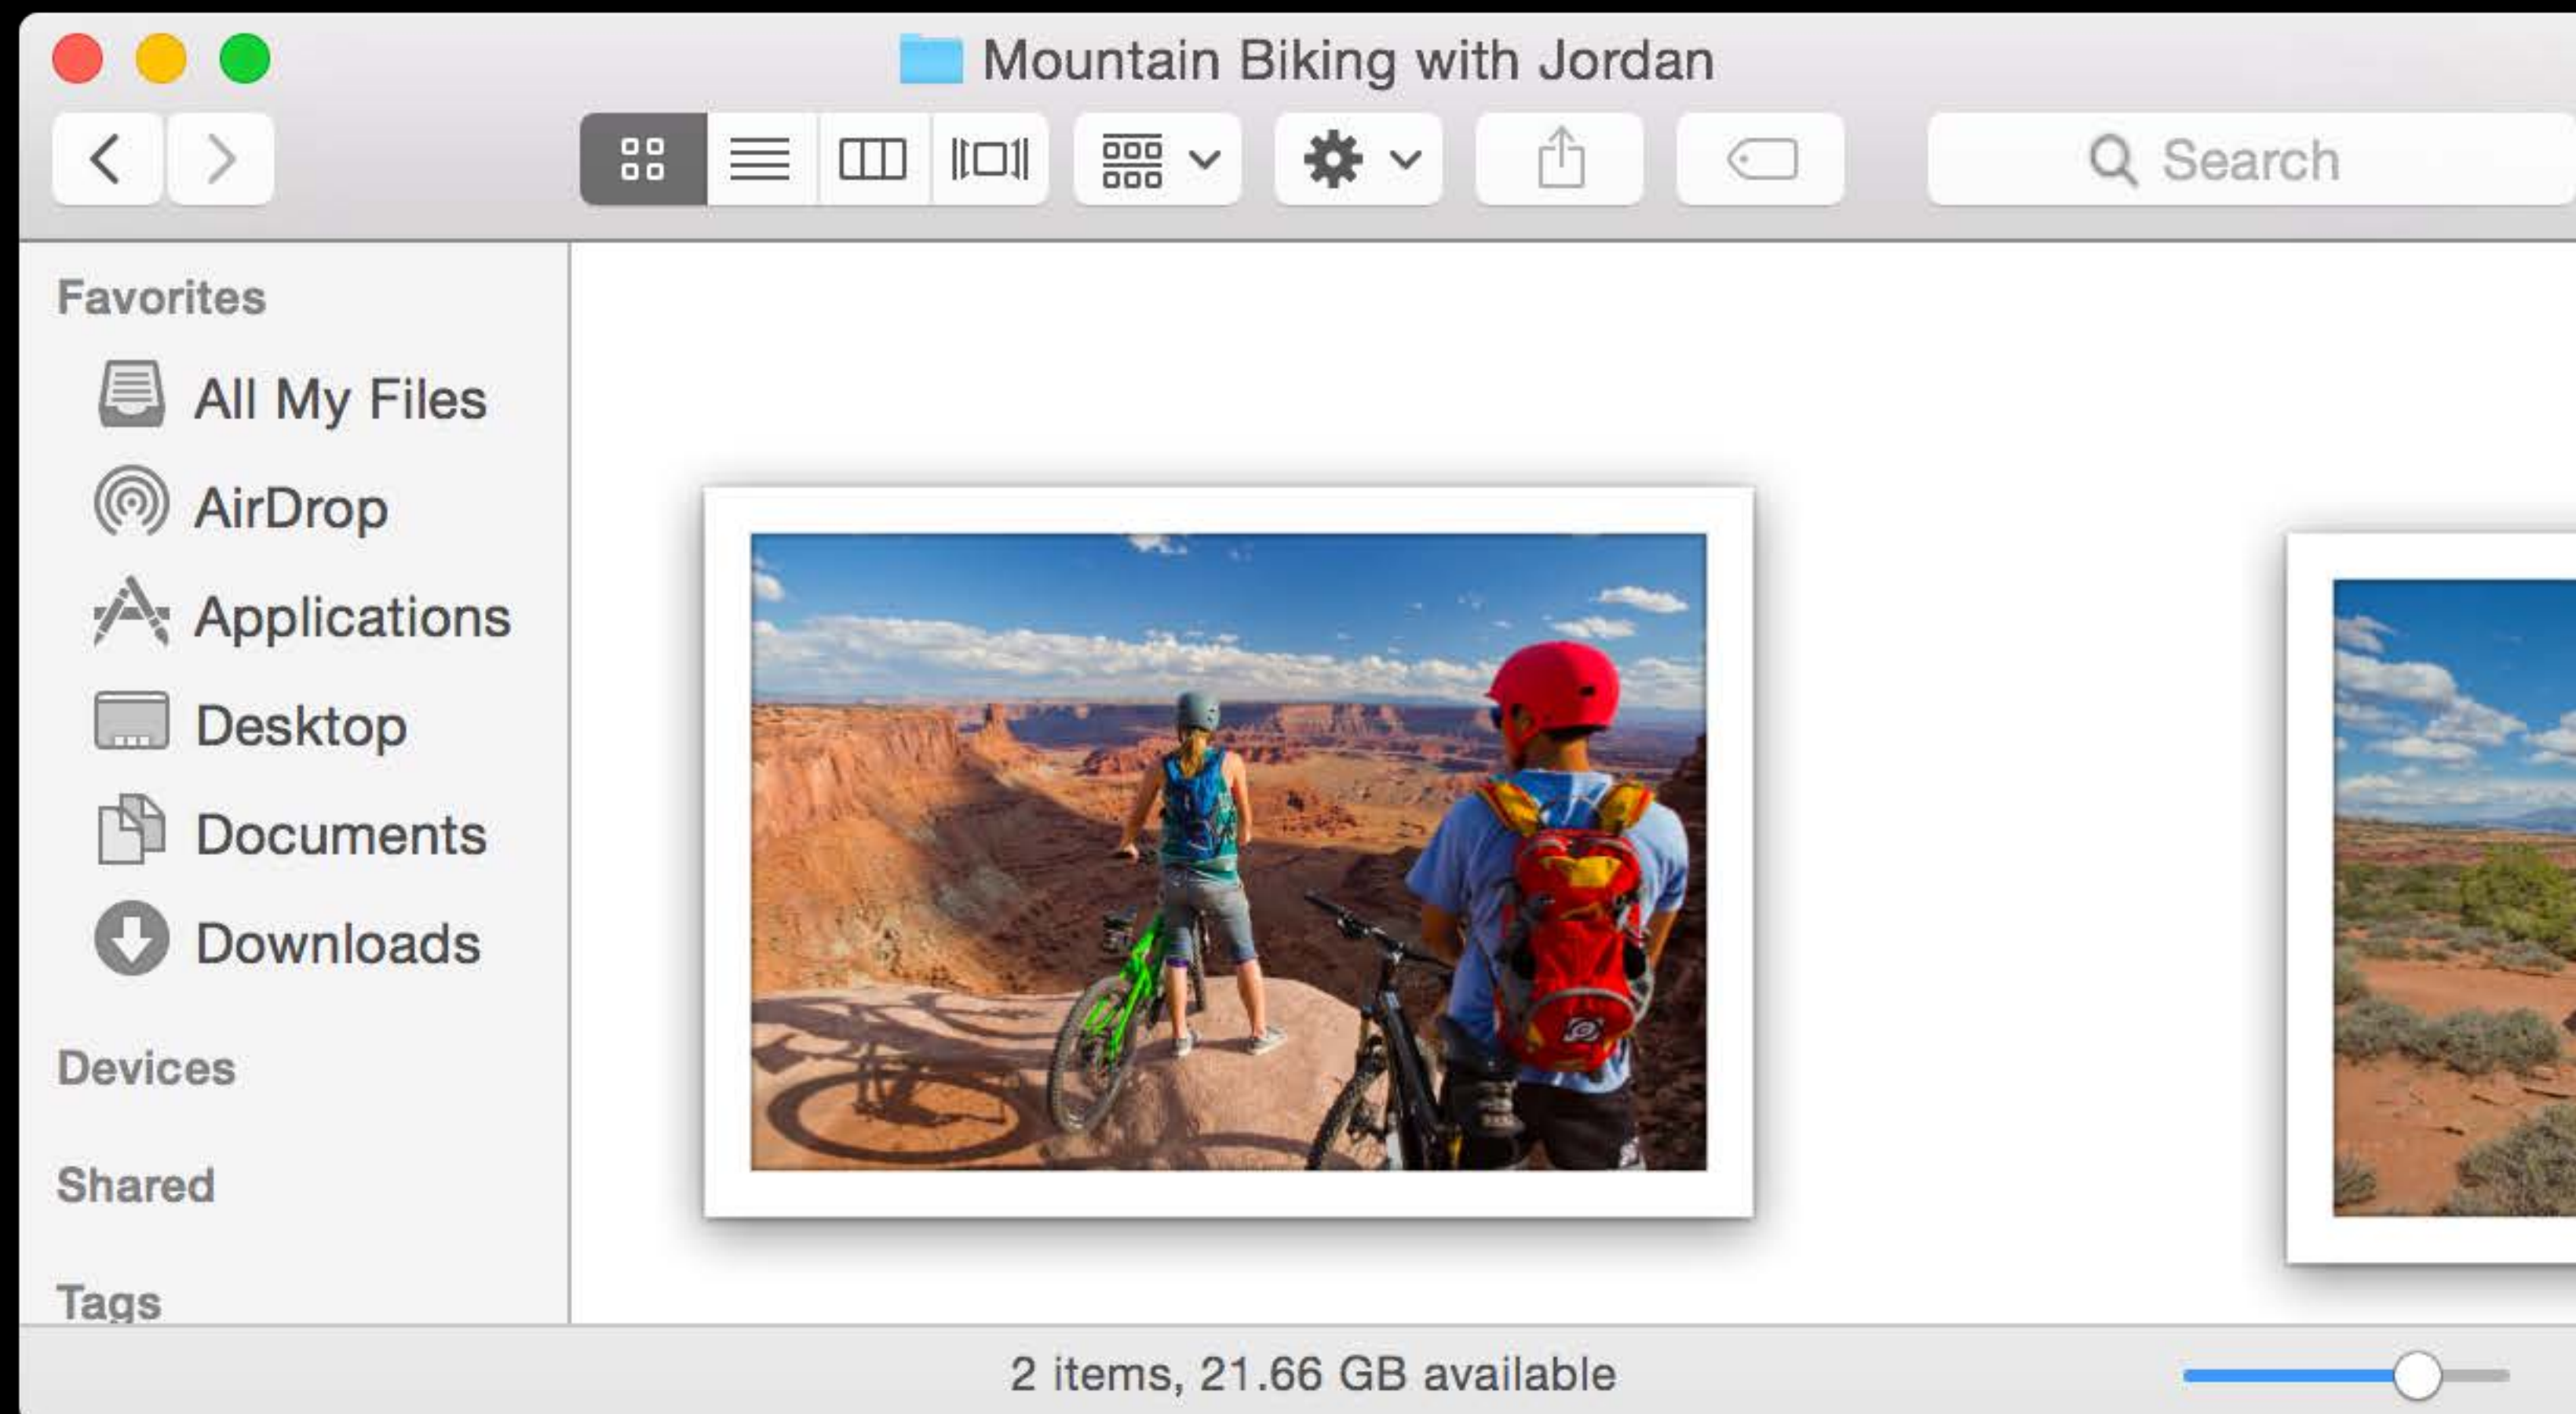 Mountain Biking with Jordan
Search
Favorites
All My Files
AirDrop
Applications
Desktop
Documents
Downloads
Devices
Shared
Tags
2 items, 21.66 GB available